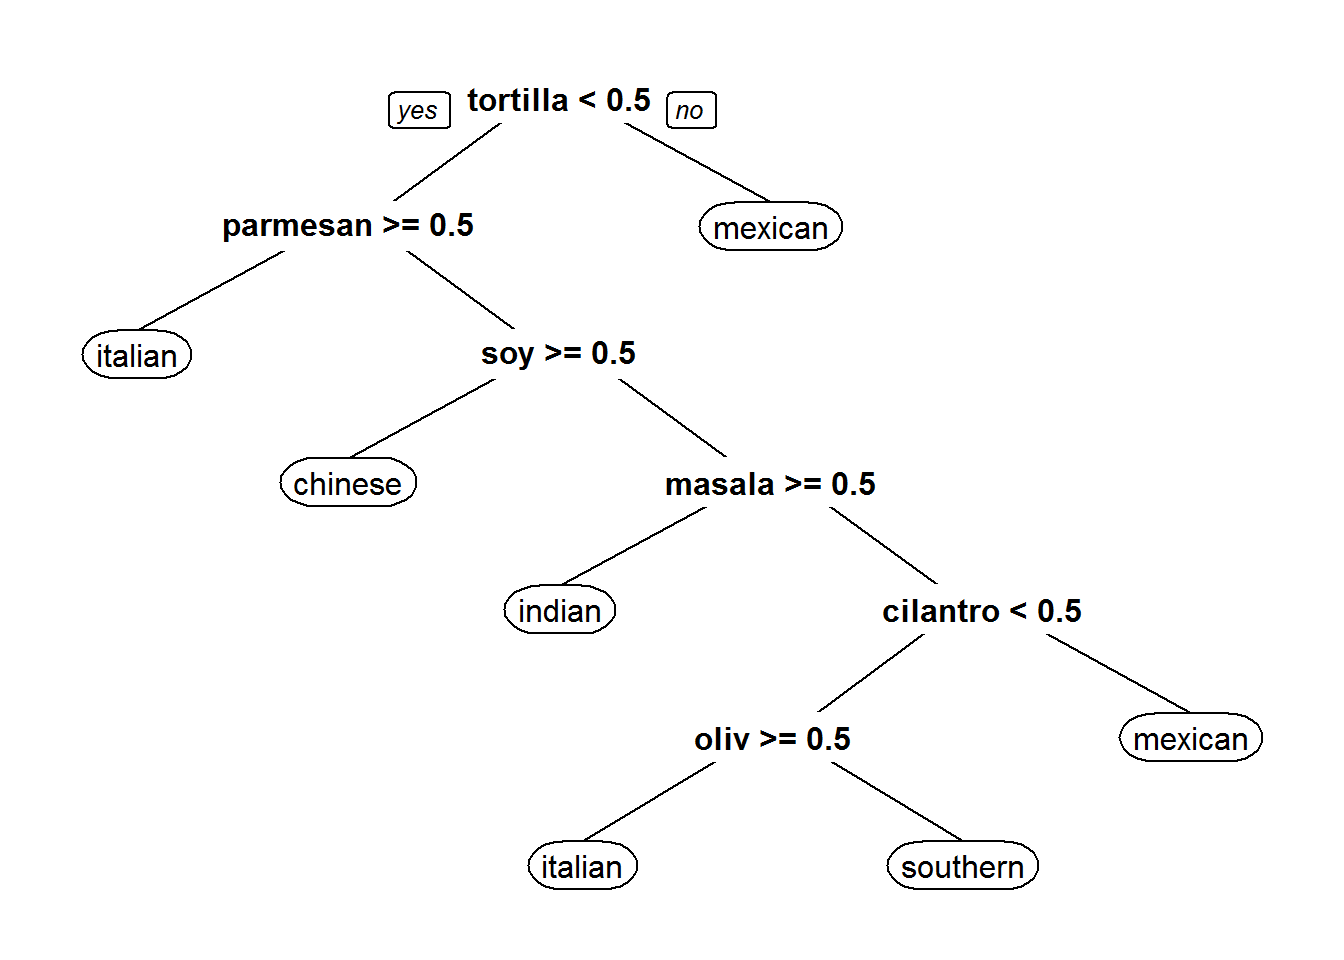 yes tortilla < 0.5 no
parmesan >= 0.5
mexican
italian
soy >= 0.5
chinese
masala >= 0.5
indian
cilantro < 0.5
oliv >= 0.5
mexican
italian
southern